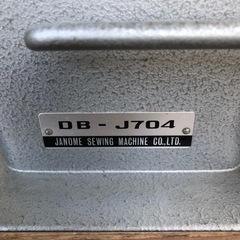 DB - J704
JANOME SEWING MACHINE CO.,LTD.